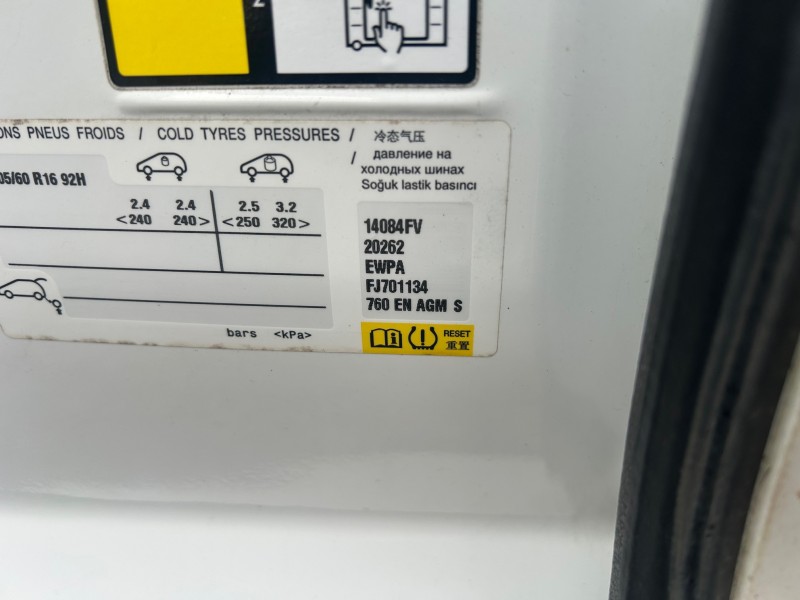 2
ONS PNEUS FROIDS / COLD TYRES PRESSURES / 冷态气压
/ давление на
холодных шинах
Soğuk lastik basıncı
05/60 R16 92H
2.4 2.4 2.5 3.2
<240 240> <250 320>
14084FV
20262
EWPA
FJ701134
760 EN AGM S
bars <kPa>
RESET
重置